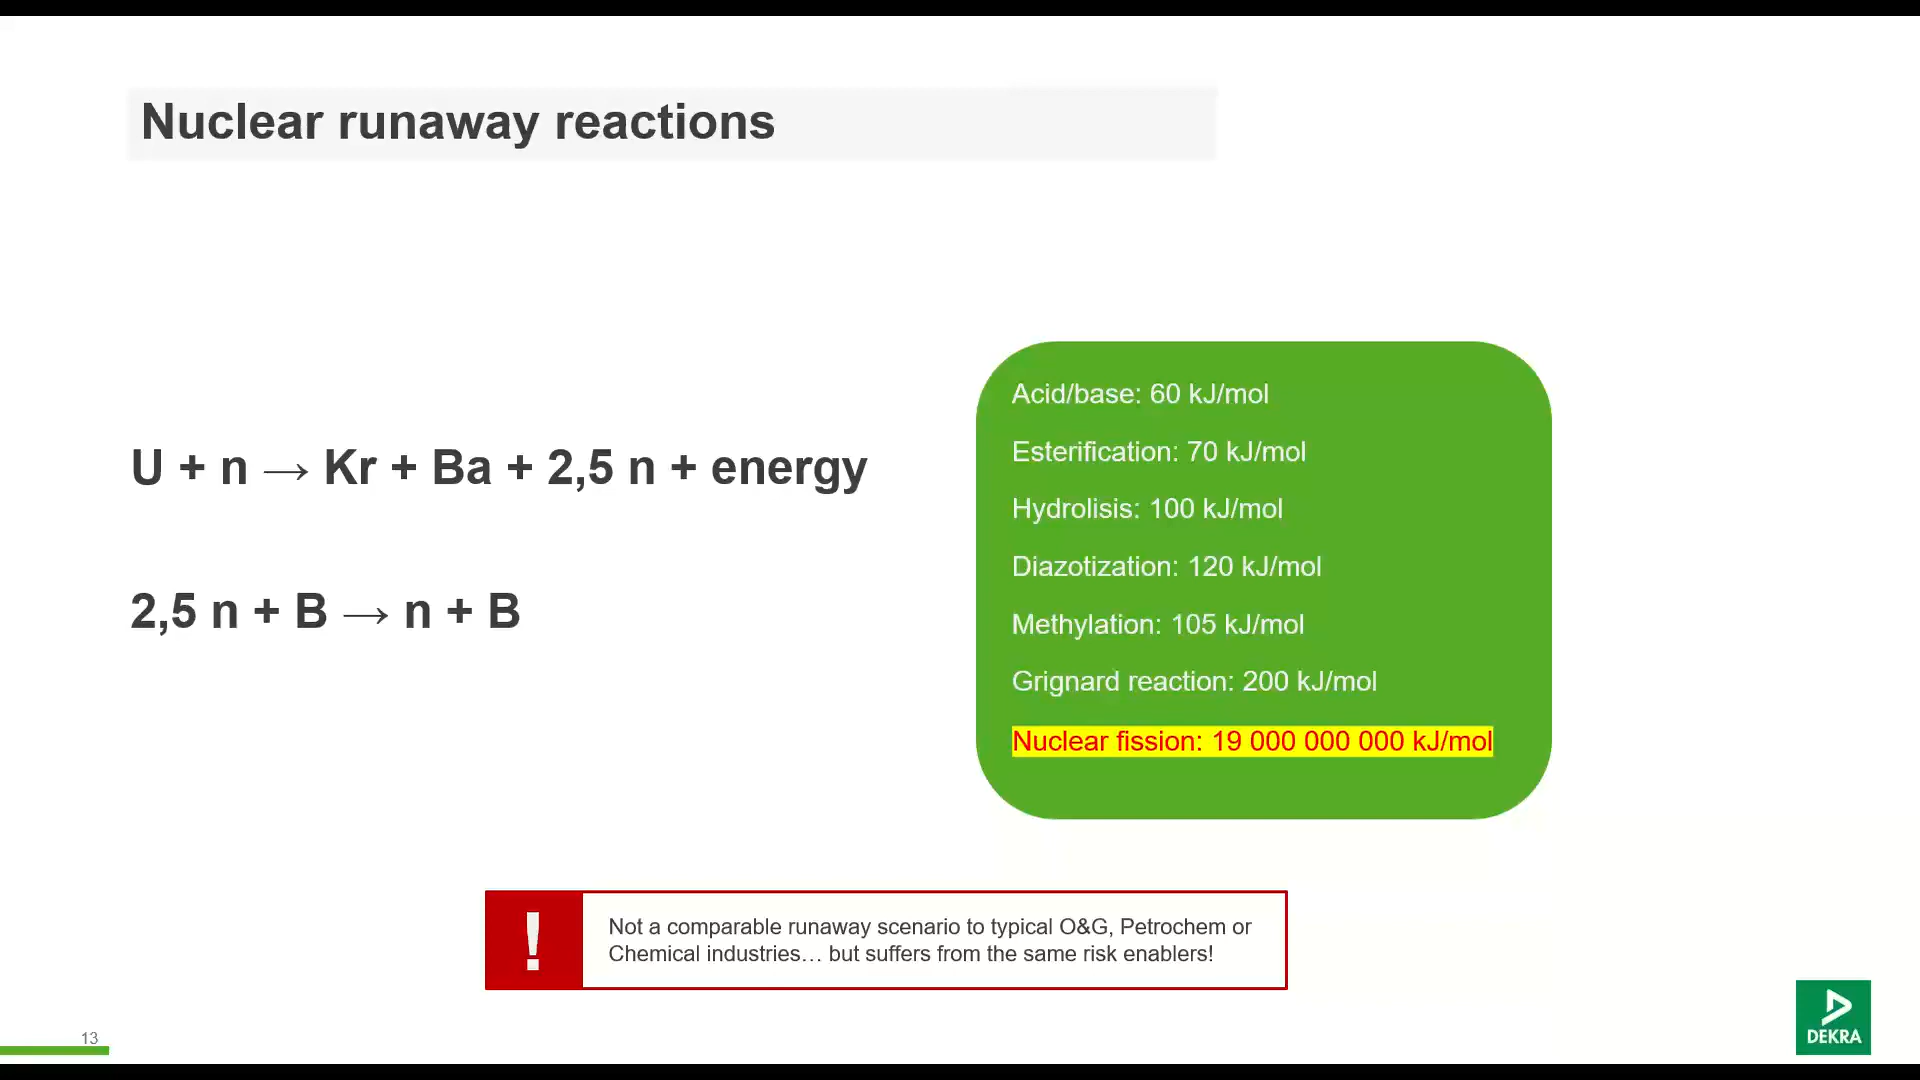 Nuclear runaway reactions
U + n → Kr + Ba + 2,5 n + energy
2,5 n + B → n + B
Acid/base: 60 kJ/mol
Esterification: 70 kJ/mol
Hydrolisis: 100 kJ/mol
Diazotization: 120 kJ/mol
Methylation: 105 kJ/mol
Grignard reaction: 200 kJ/mol
Nuclear fission: 19 000 000 000 kJ/mol
!
Not a comparable runaway scenario to typical O&G, Petrochem or
Chemical industries… but suffers from the same risk enablers!
13
DEKRA